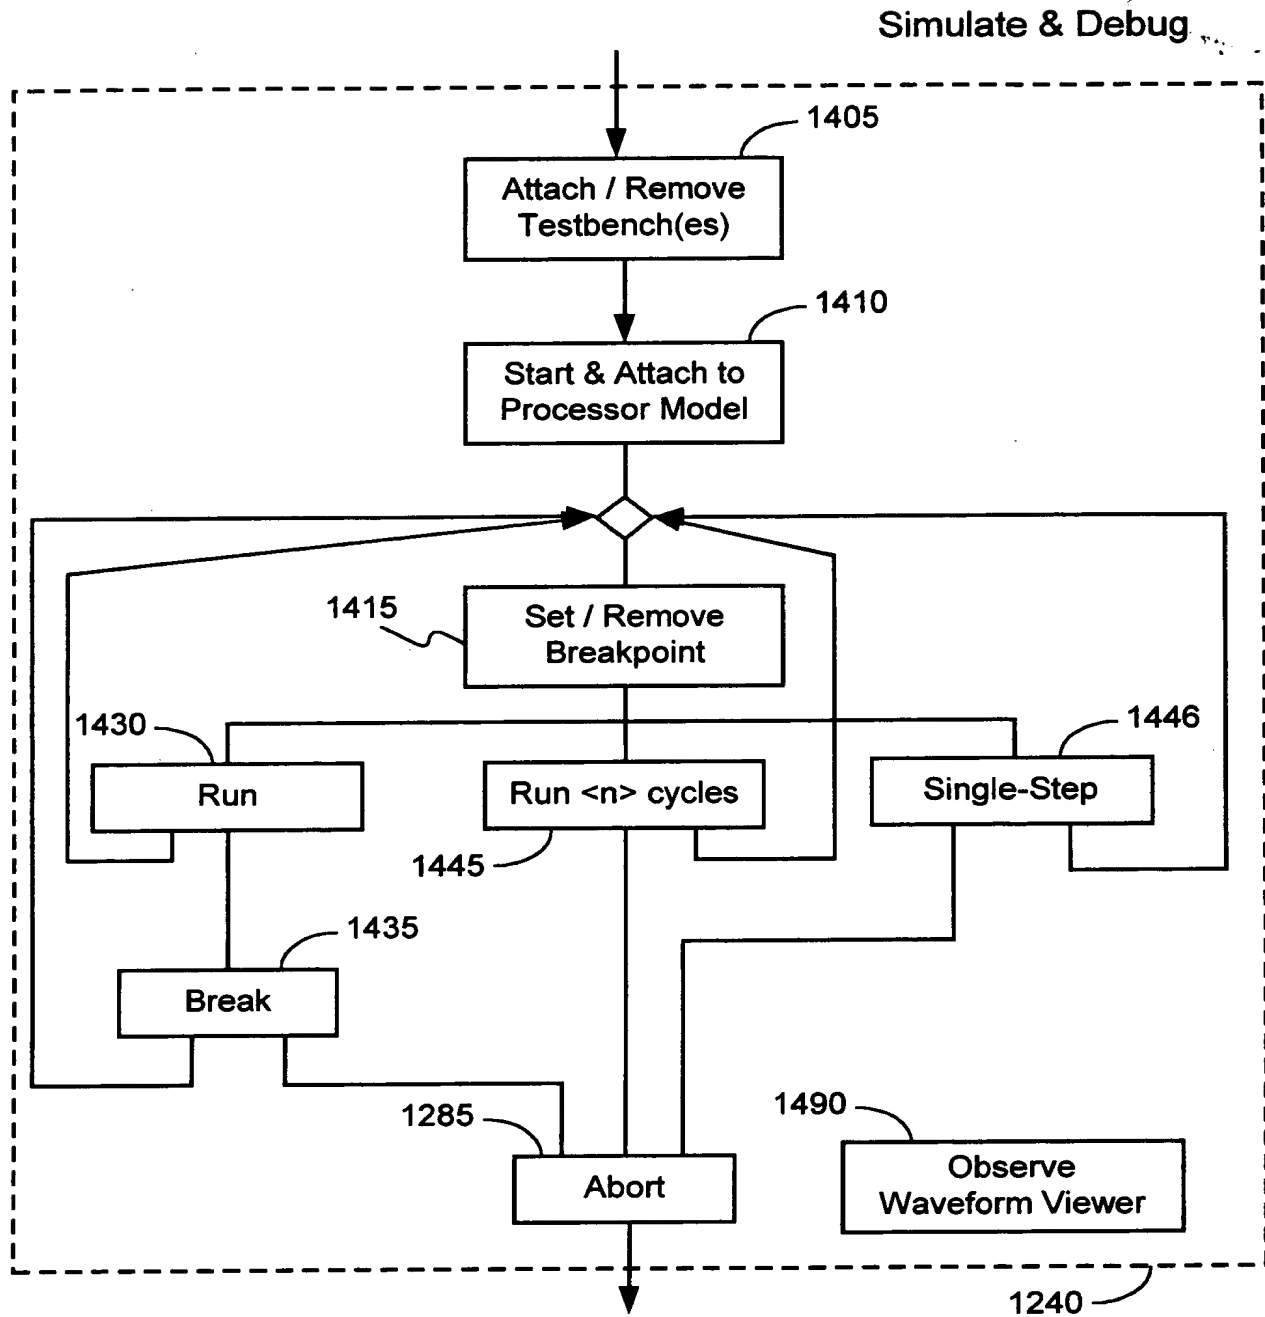 Simulate & Debug
1405
Attach / Remove
Testbench(es)
1410
Start & Attach to
Processor Model
1415
Set / Remove
Breakpoint
1430
Run
Run <n> cycles
1445
1446
Single-Step
1435
Break
1285
Abort
1490
Observe
Waveform Viewer
1240